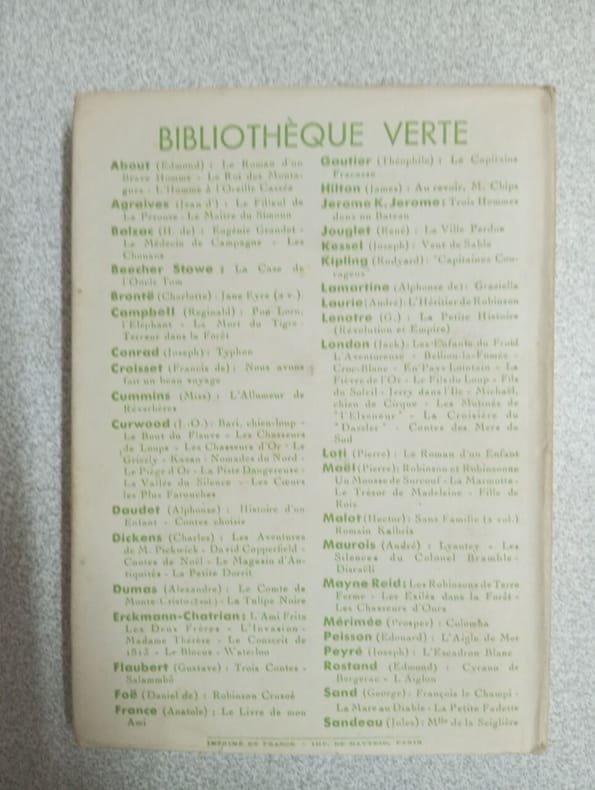 BIBLIOTHÈQUE VERTE
About (Edmond) : Le Roman d'un
Brave Homme - Le Roi des Monta-
gnes - L'Homme à l'Oreille Cassée
Agraives (Jean d') : Le Filleul de
La Pérouse - Le Maître du Simoun
Balzac (H. de) : Eugénie Grandet -
Le Médecin de Campagne - Les
Chouans
Beecher Stowe : La Case de
l'Oncle Tom
Brontë (Charlotte) : Jane Eyre (2 v.)
Campbell (Reginald) : Poo Lorn,
l'Eléphant - La Mort du Tigre
Terreur dans la Forêt
Conrad (Joseph) : Typhon
Croisset (Francis de) : Nous avons
fait un beau voyage
Cummins (Miss) : L'Allumeur de
Réverbères
Curwood (J.-O.) : Bari, chien-loup -
Le Bout du Fleuve - Les Chasseurs
de Loups - Les Chasseurs d'Or - Le
Grizzly - Kazan - Nomades du Nord -
Le Piège d'Or - La Piste Dangereuse -
La Vallée du Silence - Les Cœurs
les Plus Farouches
Daudet (Alphonse) : Histoire d'un
Enfant - Contes choisis
Dickens (Charles) : Les Aventures
de M. Pickwick - David Copperfield -
Contes de Noël - Le Magasin d'An-
tiquités - La Petite Dorrit
Dumas (Alexandre) : Le Comte de
Monte-Cristo - La Tulipe Noire
Erckmann-Chatrian : L'Ami Fritz
Les Deux Frères - L'Invasion -
Madame Thérèse - Le Conscrit de
1813 - Le Blocus - Waterloo
Flaubert (Gustave) : Trois Contes -
Salammbô
Foë (Daniel de) : Robinson Crusoé
France (Anatole) : Le Livre de mon
Ami
Gautier (Théophile) : Le Capitaine
Fracasse
Hilton (James) : Au revoir, M. Chips
Jerome K. Jerome : Trois Hommes
dans un Bateau
Jouglet (René) : La Ville Perdue
Kessel (Joseph) : Vent de Sable
Kipling (Rudyard) : "Capitaines Cou-
rageux"
Lamartine (Alphonse de) : Graziella
Laurie (André) : L'Héritier de Robinson
Lenotre (G.) : La Petite Histoire
(Révolution et Empire)
London (Jack) : Les Enfants du Froid
L'Aventureuse - Belliou-la-Fumée -
Croc-Blanc - En Pays Lointain - La
Fièvre de l'Or - Le Fils du Loup - Fils
du Soleil - Jerry dans l'Ile - Michaël,
chien de Cirque - Les Mutinés de
"l'Elseneur" - La Croisière du
"Dazzler" - Contes des Mers du
Sud
Loti (Pierre) : Le Roman d'un Enfant
Maël (Pierre) : Robinson et Robinsonne
Un Mousse de Surcouf - La Marmotte -
Le Trésor de Madeleine - Fille de
Rois
Malot (Hector) : Sans Famille (2 vol.)
Romain Kalbris
Maurois (André) : Lyautey - Les
Silences du Colonel Bramble -
Disraëli
Mayne Reid : Les Robinsons de Terre
Ferme - Les Exilés dans la Forêt -
Les Chasseurs d'Ours
Mérimée (Prosper) : Colomba
Peisson (Edouard) : L'Aigle de Mer
Peyré (Joseph) : L'Escadron Blanc
Rostand (Edmond) : Cyrano de
Bergerac - L'Aiglon
Sand (George) : François le Champi -
La Mare au Diable - La Petite Fadette
Sandeau (Jules) : Mlle de la Seiglière
IMPRIMÉ EN FRANCE - IMP. PARIS